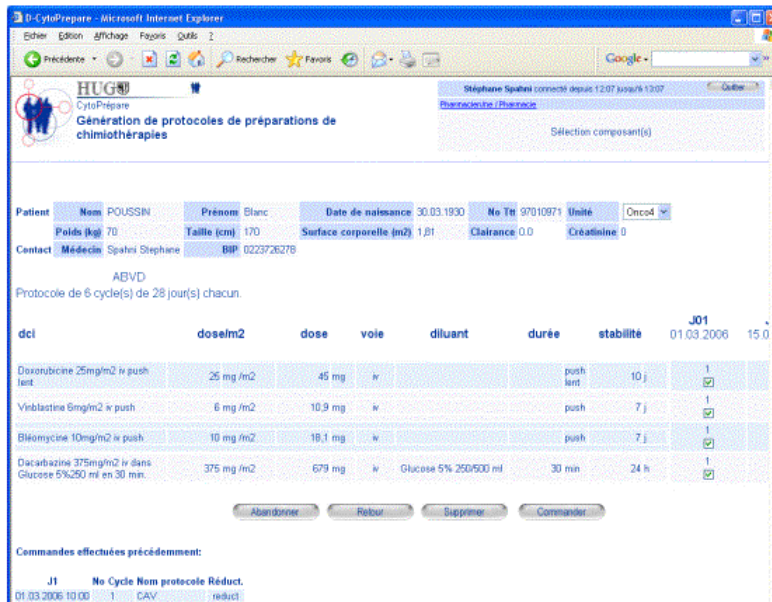 D-CytoPrepare - Microsoft Internet Explorer
Fichier Edition Affichage Favoris Outils ?
Précédente Rechercher Favoris Google
HUG
CytoPrépare
Génération de protocoles de préparations de
chimiothérapies
Stéphane Spahni connecté depuis 12:07 jusqu'à 13:07 Quitter
Pharmacien/ne / Pharmacie
Sélection composant(s)
Patient Nom POUSSIN Prénom Blanc Date de naissance 30.03.1930 No Ttt 97010971 Unité Onco4
Poids (kg) 70 Taille (cm) 170 Surface corporelle (m2) 1,81 Clairance 0.0 Créatinine 0
Contact Médecin Spahni Stephane BIP 0223726278
ABVD
Protocole de 6 cycle(s) de 28 jour(s) chacun.
J01
dci dose/m2 dose voie diluant durée stabilité 01.03.2006 15.0
Doxorubicine 25mg/m2 iv push
lent 25 mg /m2 45 mg iv push lent 10 j 1
Vinblastine 6mg/m2 iv push 6 mg /m2 10,9 mg iv push 7 j 1
Bléomycine 10mg/m2 iv push 10 mg /m2 18,1 mg iv push 7 j 1
Dacarbazine 375mg/m2 iv dans
Glucose 5%250 ml en 30 min. 375 mg /m2 679 mg iv Glucose 5% 250/500 ml 30 min 24 h 1
Abandonner Retour Supprimer Commander
Commandes effectuées précédemment:
J1 No Cycle Nom protocole Réduct.
01.03.2006 10:00 1 CAV reduct